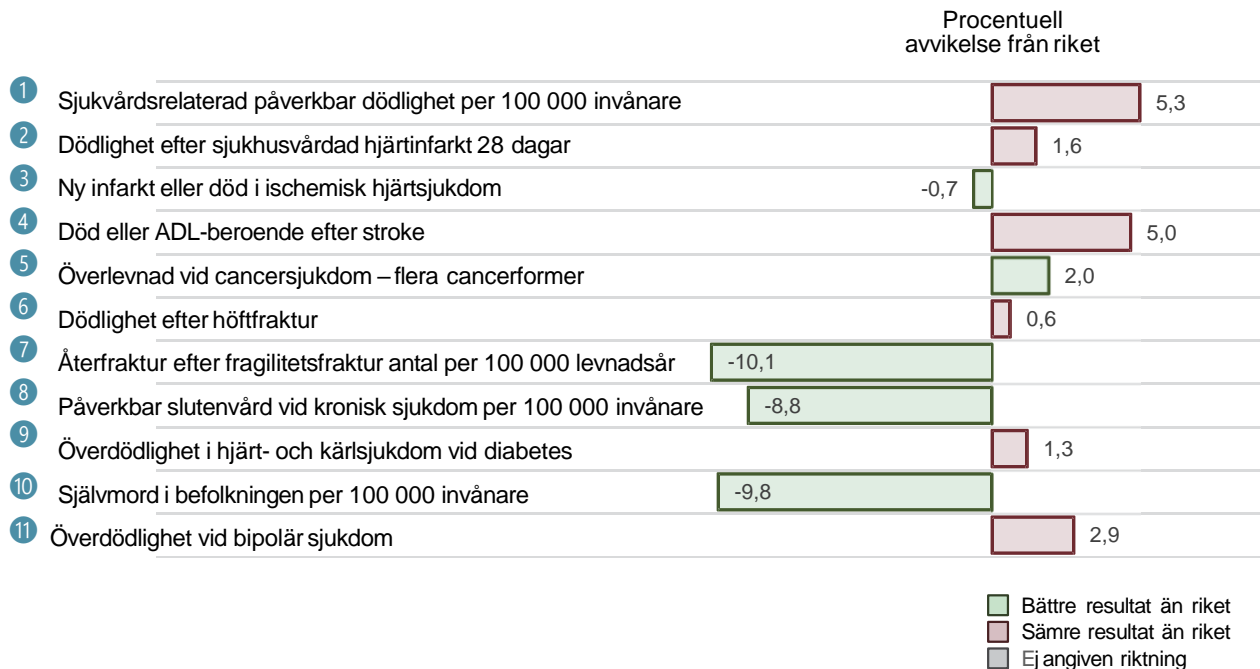 Procentuell
avvikelse från riket
1 Sjukvårdsrelaterad påverkbar dödlighet per 100 000 invånare 5,3
2 Dödlighet efter sjukhusvårdad hjärtinfarkt 28 dagar 1,6
3 Ny infarkt eller död i ischemisk hjärtsjukdom -0,7
4 Död eller ADL-beroende efter stroke 5,0
5 Överlevnad vid cancersjukdom – flera cancerformer 2,0
6 Dödlighet efter höftfraktur 0,6
7 Återfraktur efter fragilitetsfraktur antal per 100 000 levnadsår -10,1
8 Påverkbar slutenvård vid kronisk sjukdom per 100 000 invånare -8,8
9 Överdödlighet i hjärt- och kärlsjukdom vid diabetes 1,3
10 Självmord i befolkningen per 100 000 invånare -9,8
11 Överdödlighet vid bipolär sjukdom 2,9
Bättre resultat än riket
Sämre resultat än riket
Ej angiven riktning